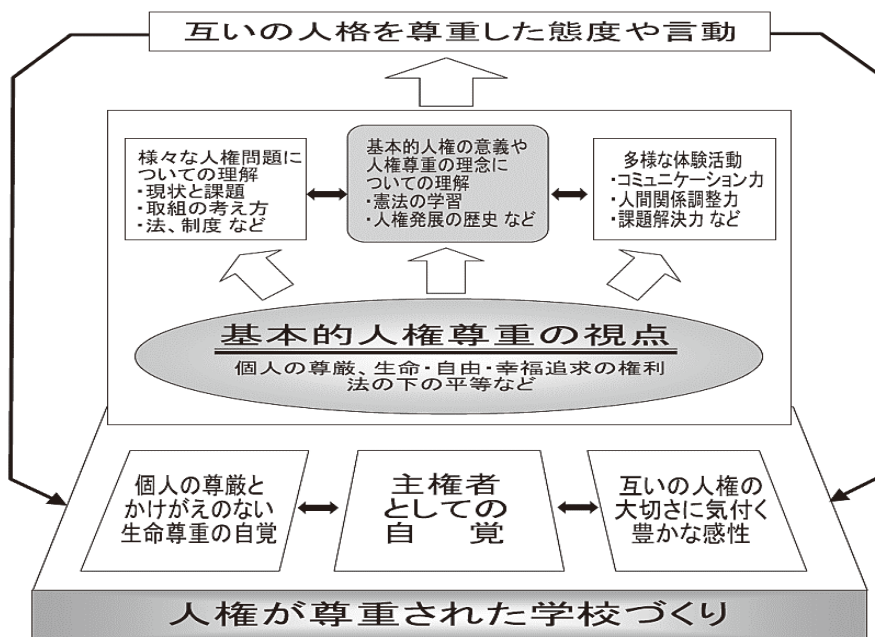 互いの人格を尊重した態度や言動
様々な人権問題に
ついての理解
・現状と課題
・取組の考え方
・法、制度 など
基本的人権の意義や
人権尊重の理念に
ついての理解
・憲法の学習
・人権発展の歴史 など
多様な体験活動
・コミュニケーション力
・人間関係調整力
・課題解決力 など
基本的人権尊重の視点
個人の尊厳、生命・自由・幸福追求の権利
法の下の平等など
個人の尊厳と
かけがえのない
生命尊重の自覚
主権者
としての
自　覚
互いの人権の
大切さに気付く
豊かな感性
人権が尊重された学校づくり